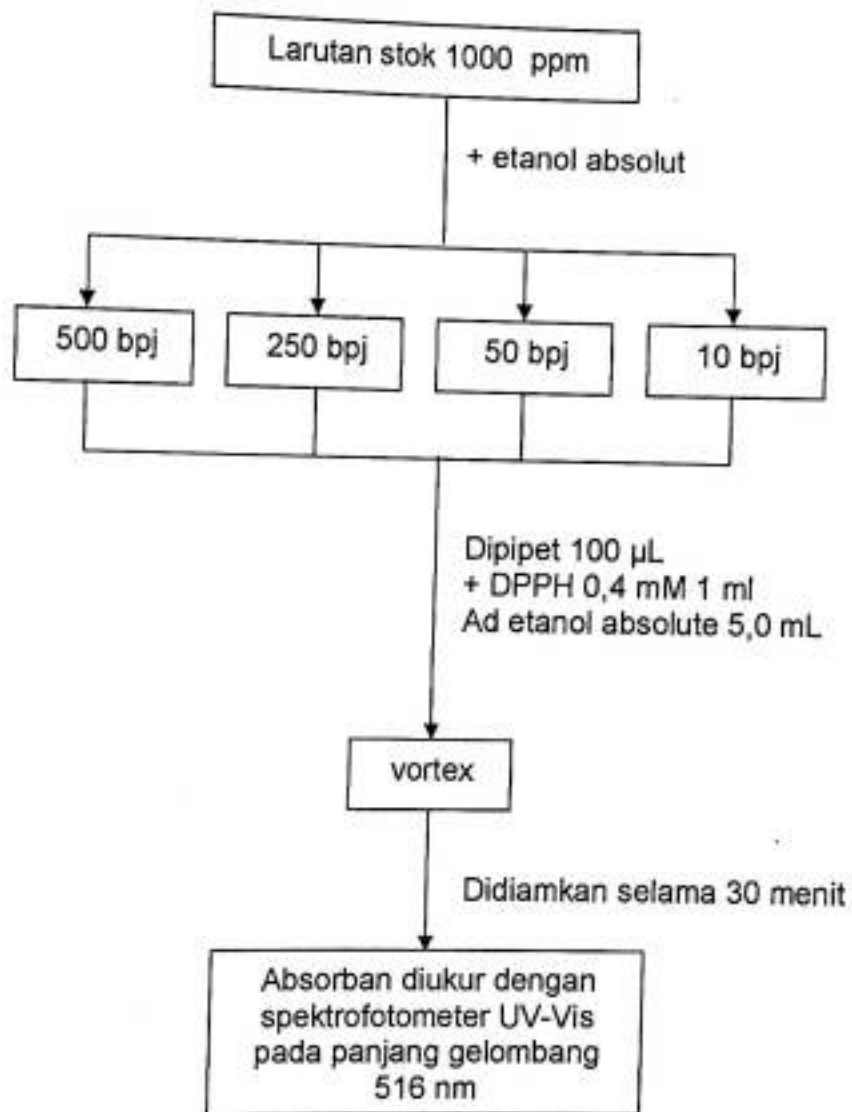 Larutan stok 1000 ppm
+ etanol absolut
500 bpj
250 bpj
50 bpj
10 bpj
Dipipet 100 µL
+ DPPH 0,4 mM 1 ml
Ad etanol absolute 5,0 mL
vortex
Didiamkan selama 30 menit
Absorban diukur dengan
spektrofotometer UV-Vis
pada panjang gelombang
516 nm